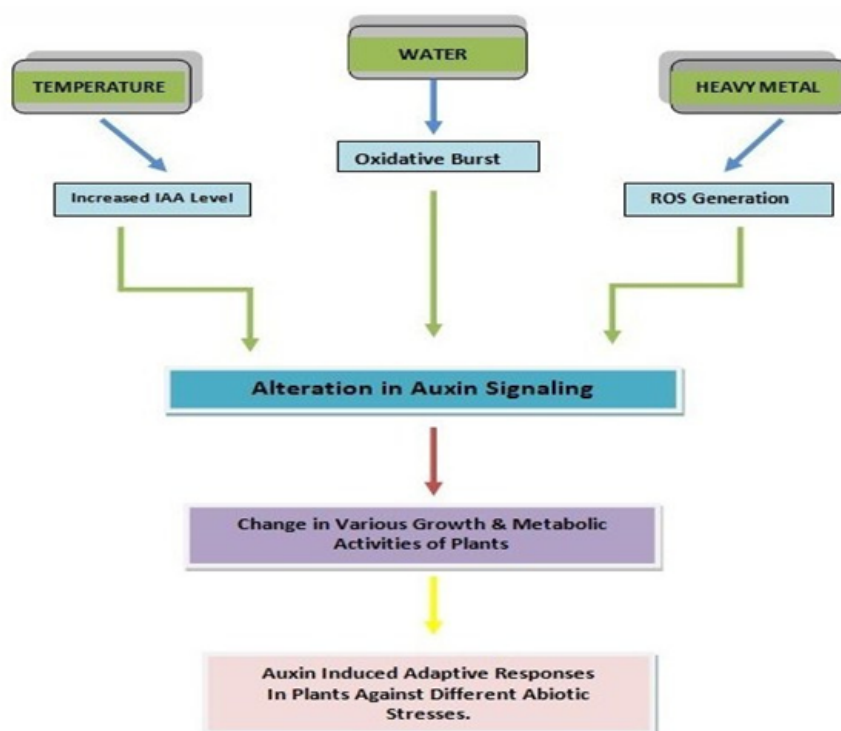 TEMPERATURE
WATER
HEAVY METAL
Increased IAA Level
Oxidative Burst
ROS Generation
Alteration in Auxin Signaling
Change in Various Growth & Metabolic
Activities of Plants
Auxin Induced Adaptive Responses
In Plants Against Different Abiotic
Stresses.